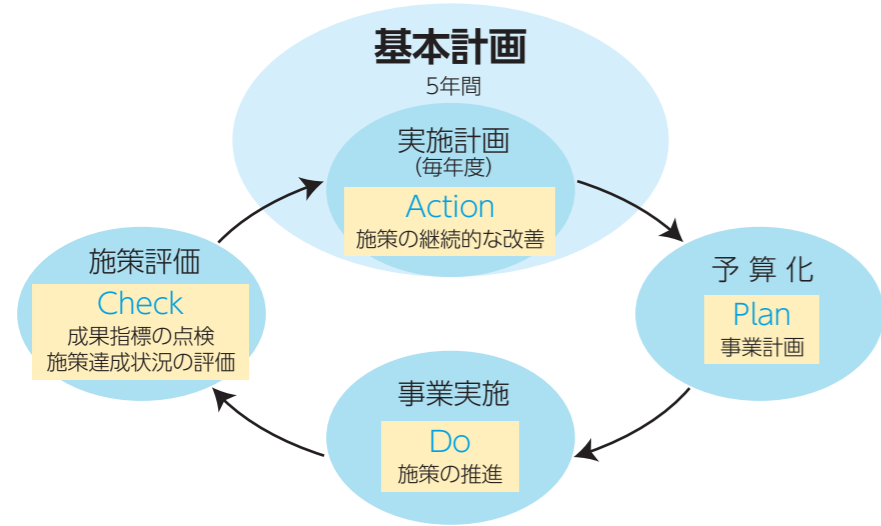 基本計画
5年間
実施計画
(毎年度)
Action
施策の継続的な改善
予算化
Plan
事業計画
事業実施
Do
施策の推進
施策評価
Check
成果指標の点検
施策達成状況の評価